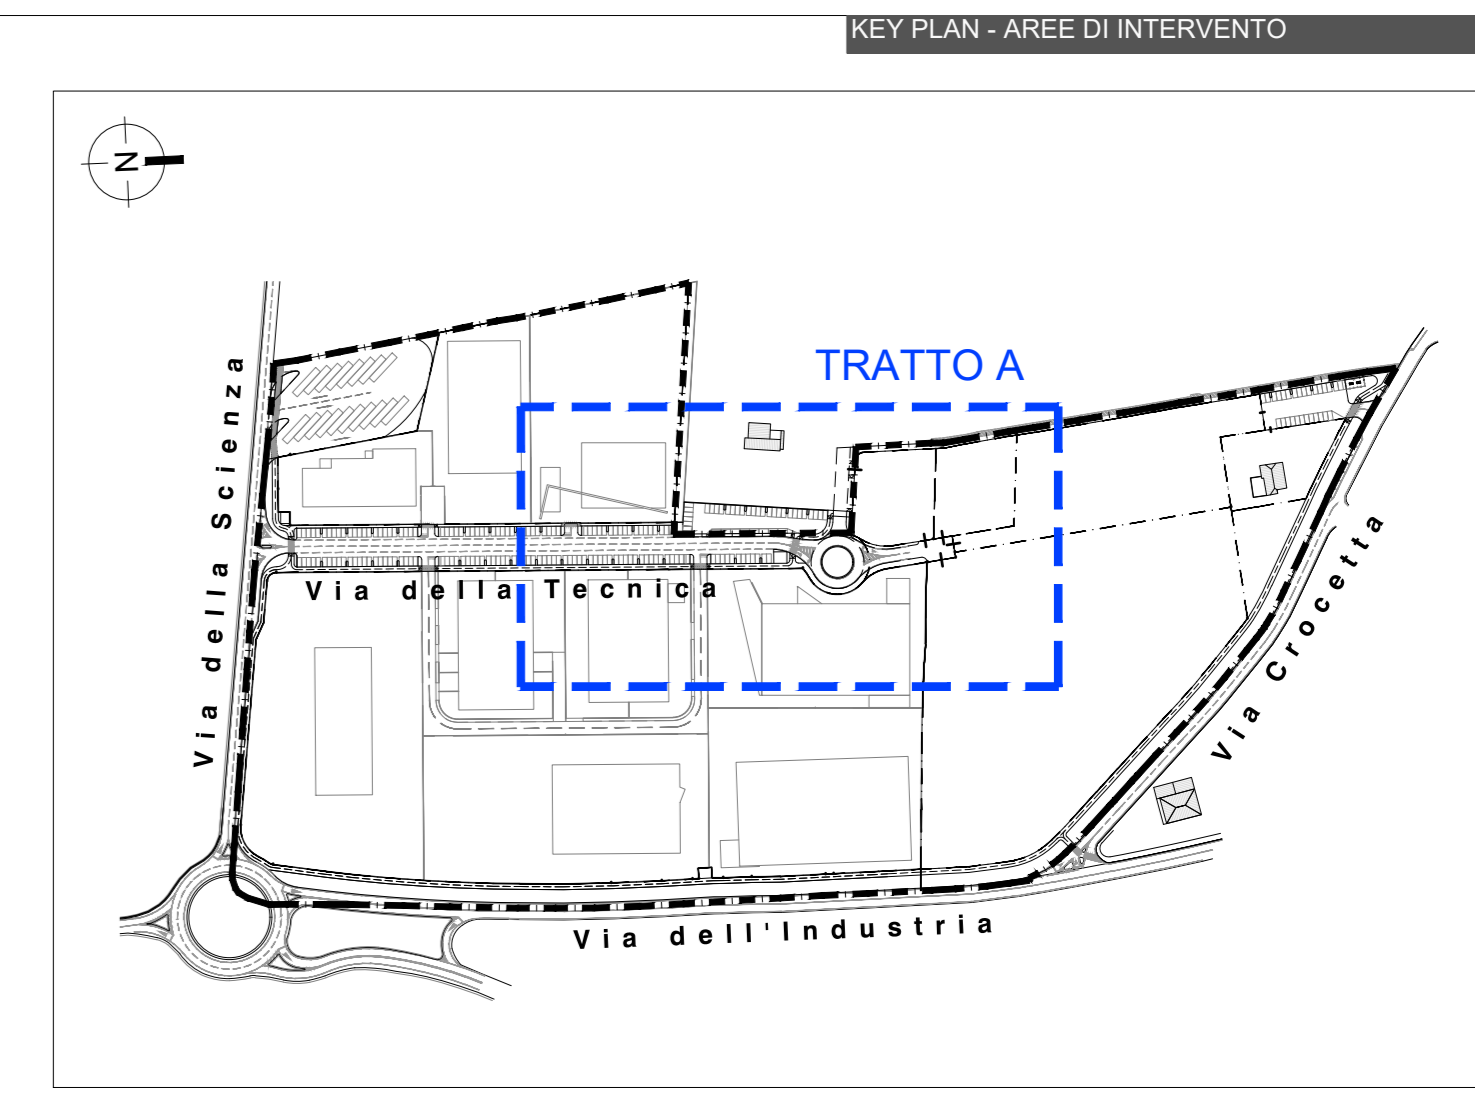 KEY PLAN - AREE DI INTERVENTO
N
TRATTO A
Via della Scienza
Via della Tecnica
Via Crocetta
Via dell'Industria